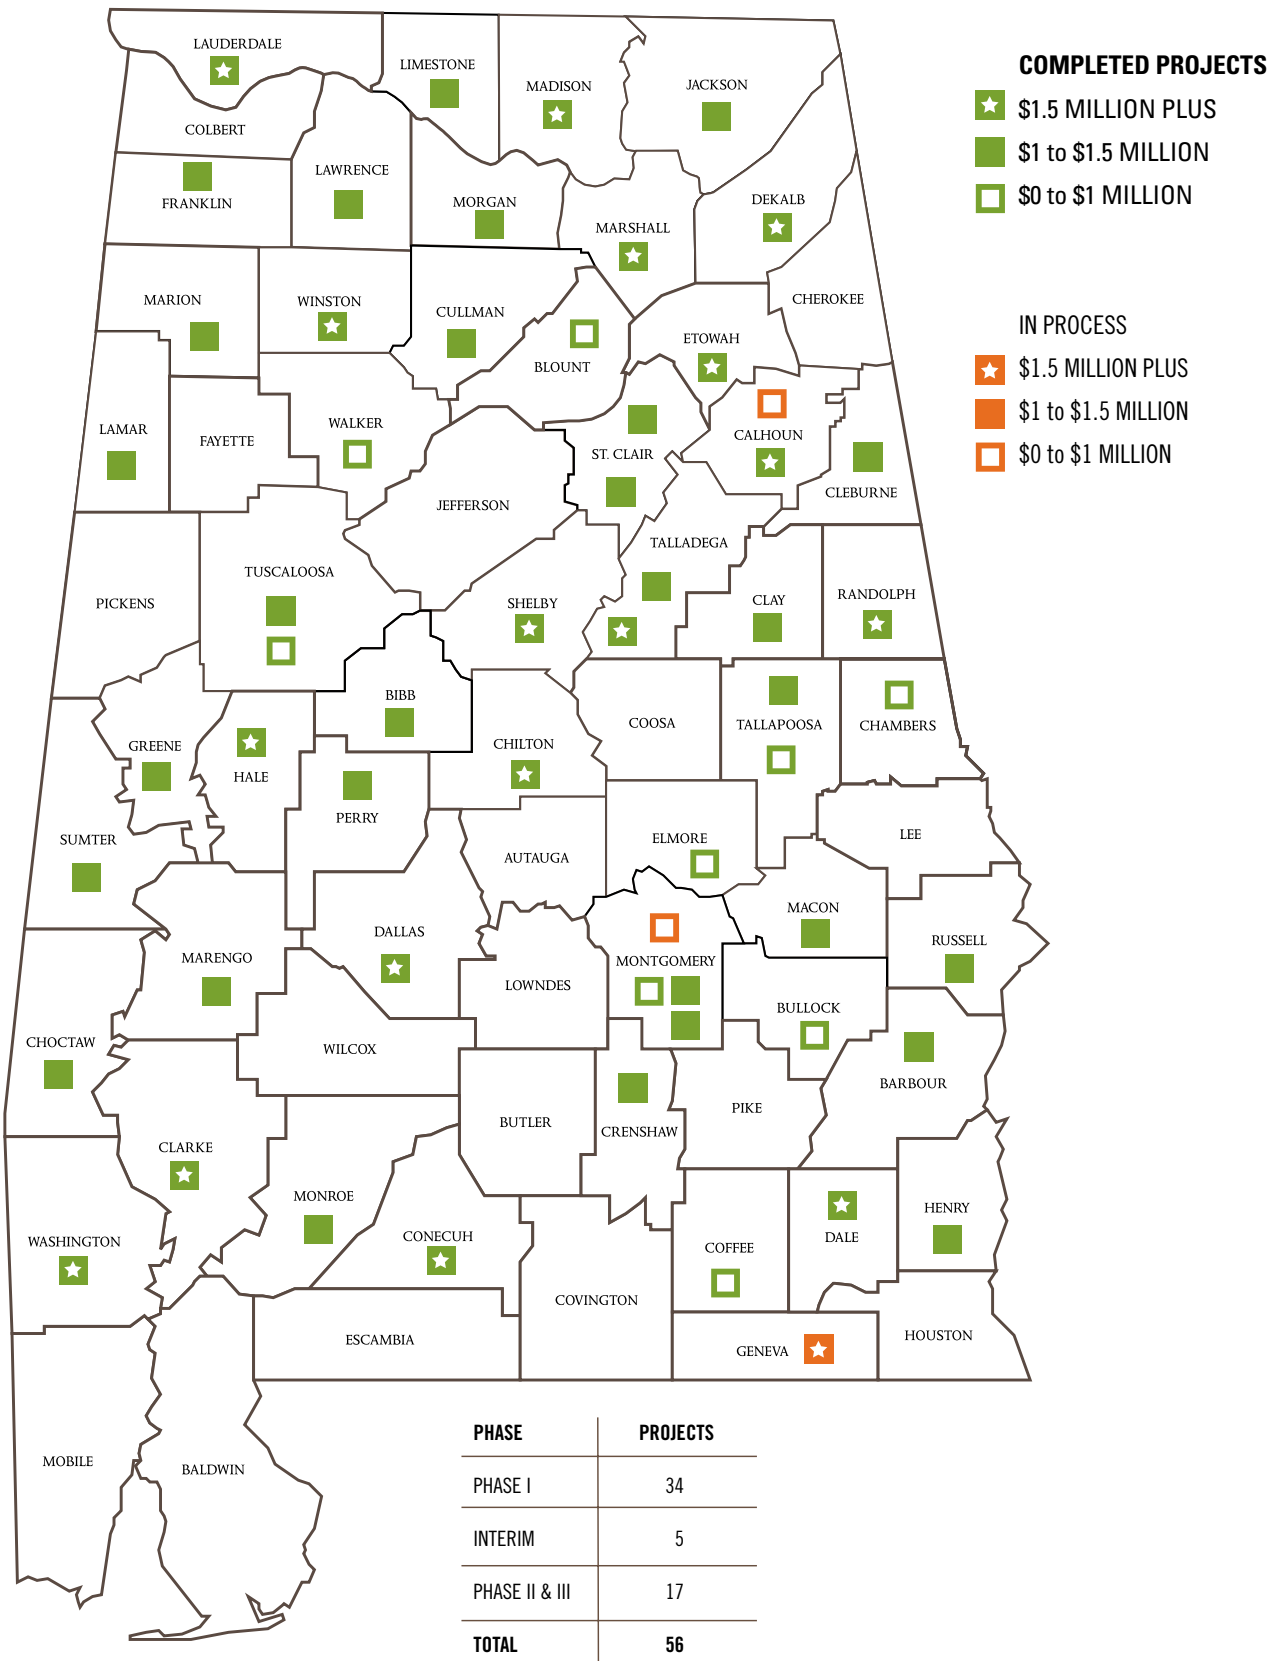 LAUDERDALE
LIMESTONE
MADISON
JACKSON
COLBERT
LAWRENCE
FRANKLIN
MORGAN
DEKALB
MARSHALL
MARION
WINSTON
CULLMAN
CHEROKEE
ETOWAH
BLOUNT
LAMAR
FAYETTE
WALKER
CALHOUN
ST. CLAIR
CLEBURNE
JEFFERSON
TALLADEGA
TUSCALOOSA
PICKENS
SHELBY
CLAY
RANDOLPH
BIBB
COOSA
TALLAPOOSA
CHAMBERS
GREENE
HALE
CHILTON
PERRY
SUMTER
AUTAUGA
ELMORE
LEE
DALLAS
MACON
RUSSELL
MARENGO
LOWNDES
MONTGOMERY
BULLOCK
CHOCTAW
WILCOX
BARBOUR
BUTLER
CRENSHAW
PIKE
CLARKE
MONROE
CONECUH
WASHINGTON
COFFEE
DALE
HENRY
COVINGTON
ESCAMBIA
GENEVA
HOUSTON
MOBILE
BALDWIN
COMPLETED PROJECTS
$1.5 MILLION PLUS
$1 to $1.5 MILLION
$0 to $1 MILLION
IN PROCESS
$1.5 MILLION PLUS
$1 to $1.5 MILLION
$0 to $1 MILLION
PHASE PROJECTS
PHASE I 34
INTERIM 5
PHASE II & III 17
TOTAL 56